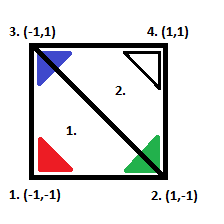 3. (-1,1) 4. (1,1)
2.
1.
1. (-1,-1) 2. (1,-1)